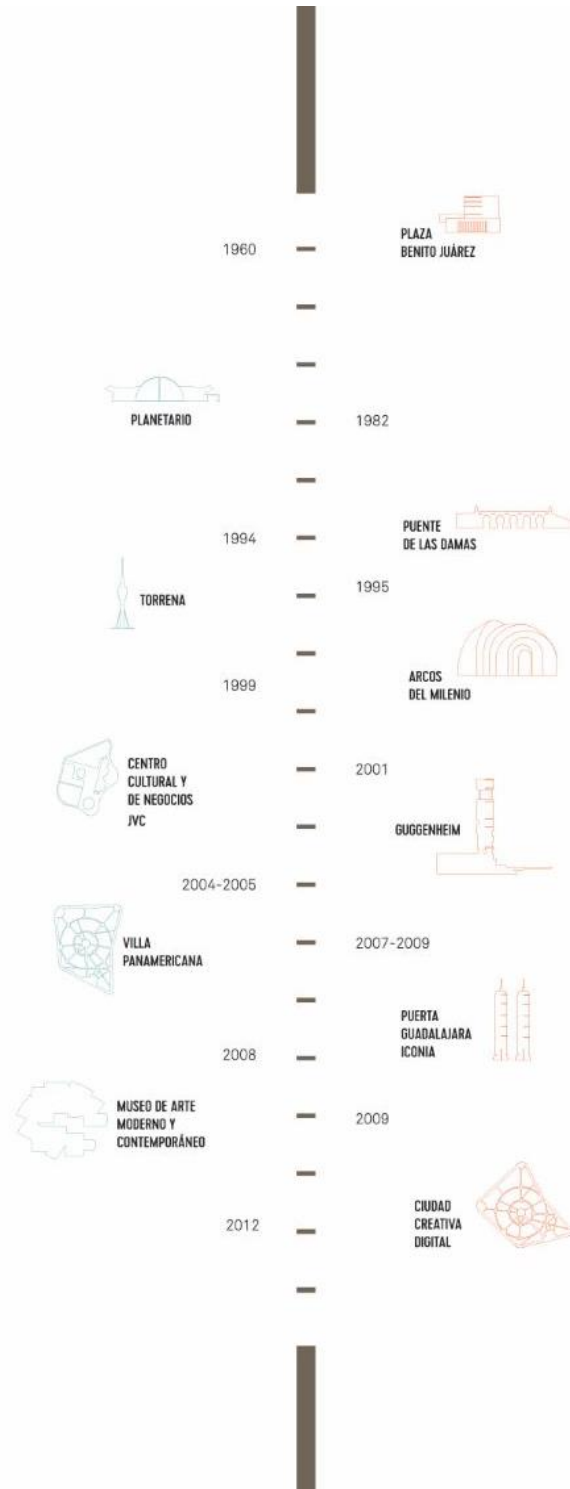 1960
PLAZA
BENITO JUÁREZ
PLANETARIO
1982
1994
PUENTE
DE LAS DAMAS
TORRENA
1995
1999
ARCOS
DEL MILENIO
CENTRO
CULTURAL Y
DE NEGOCIOS
JVC
2001
GUGGENHEIM
2004-2005
VILLA
PANAMERICANA
2007-2009
2008
PUERTA
GUADALAJARA
ICONIA
MUSEO DE ARTE
MODERNO Y
CONTEMPORÁNEO
2009
2012
CIUDAD
CREATIVA
DIGITAL